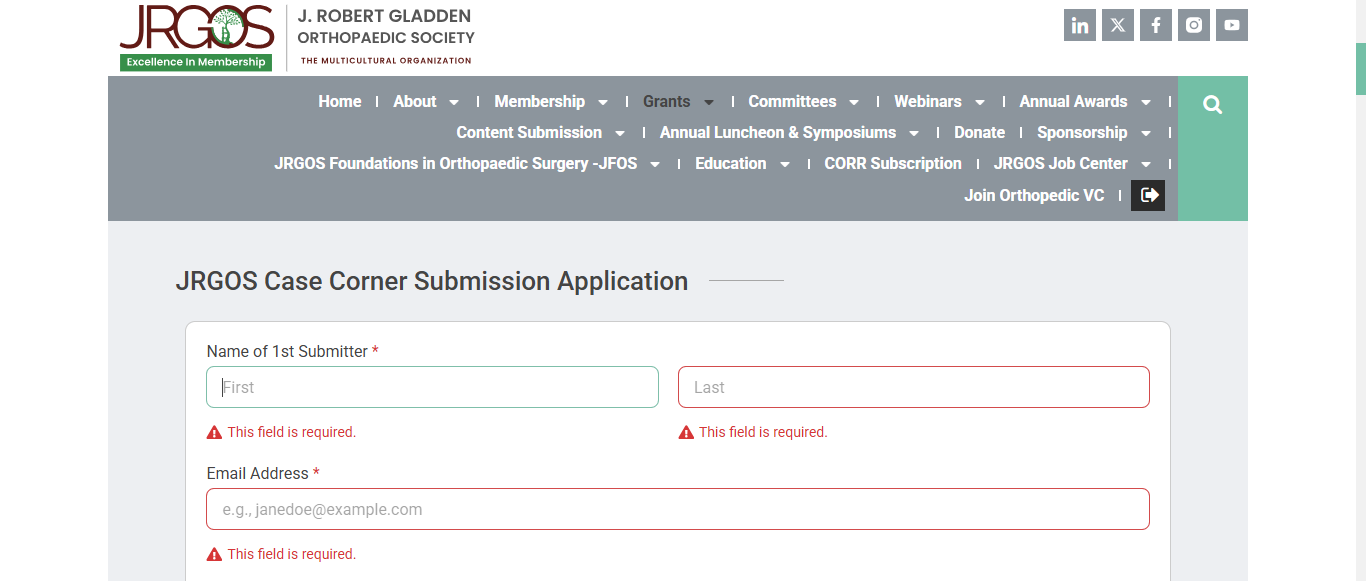 JRGOS
Excellence In Membership
J. ROBERT GLADDEN
ORTHOPAEDIC SOCIETY
THE MULTICULTURAL ORGANIZATION
Home
About
Membership
Grants
Committees
Webinars
Annual Awards
Content Submission
Annual Luncheon & Symposiums
Donate
Sponsorship
JRGOS Foundations in Orthopaedic Surgery -JFOS
Education
CORR Subscription
JRGOS Job Center
Join Orthopedic VC
JRGOS Case Corner Submission Application
Name of 1st Submitter *
First
Last
This field is required.
This field is required.
Email Address *
e.g., janedoe@example.com
This field is required.